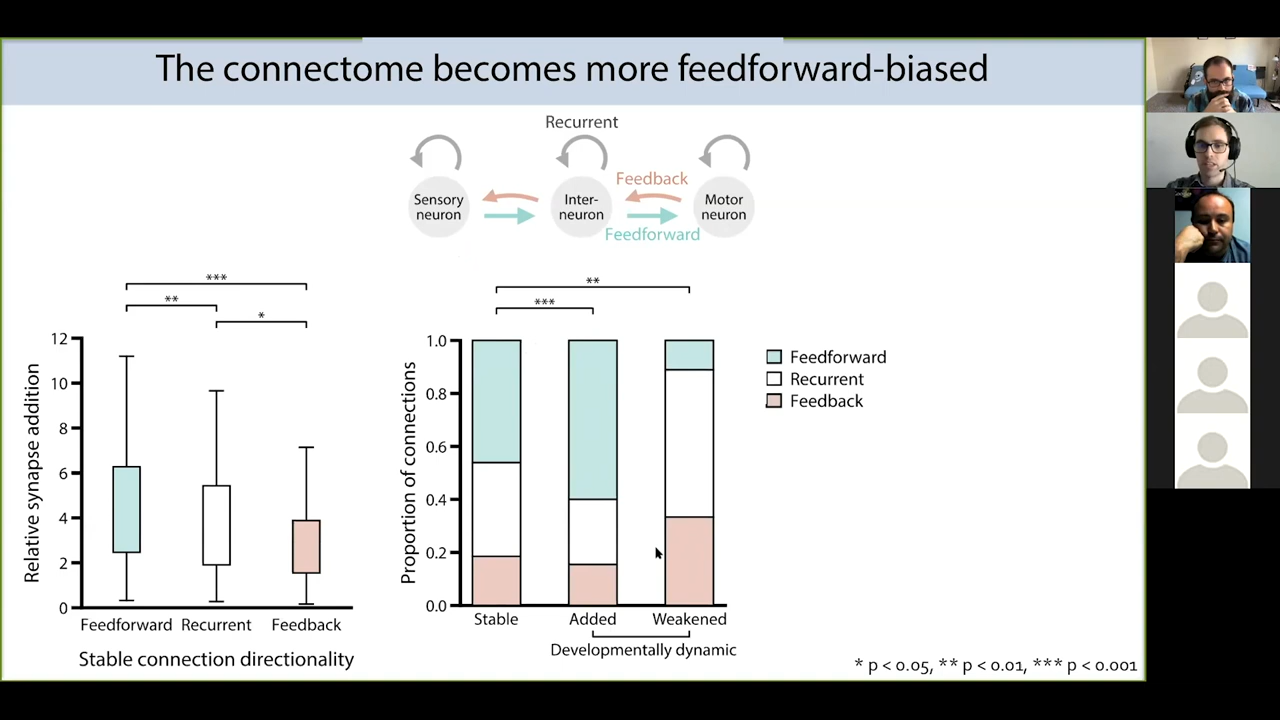 The connectome becomes more feedforward-biased
Recurrent
Feedback
Sensory
neuron
Inter-
neuron
Motor
neuron
Feedforward
***
**
*
12
10
8
6
4
2
0
Relative synapse addition
Feedforward
Recurrent
Feedback
Stable connection directionality
**
***
1.0
0.8
0.6
0.4
0.2
0.0
Proportion of connections
Stable
Added
Weakened
Developmentally dynamic
Feedforward
Recurrent
Feedback
* p < 0.05, ** p < 0.01, *** p < 0.001